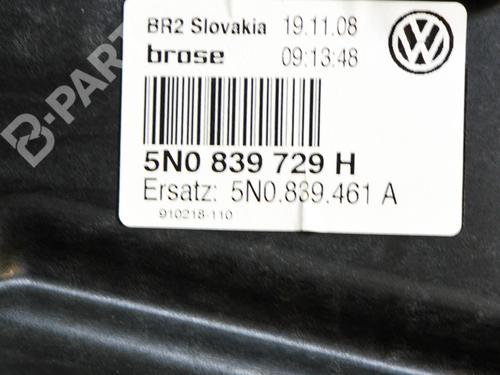 BR2 Slovakia 19.11.08
brose 09:13:48
5N0 839 729 H
Ersatz: 5N0.839.461 A
910218-110
B-PARTS